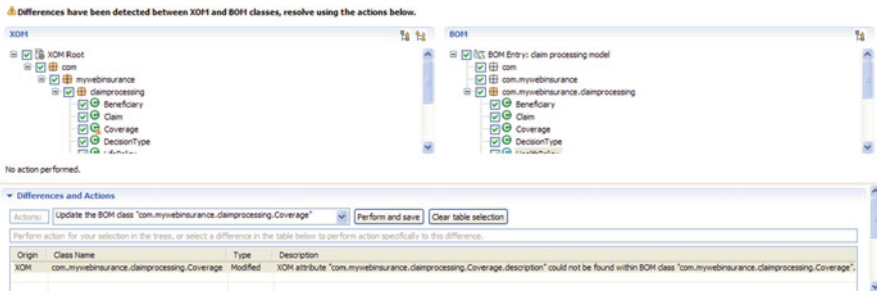 Differences have been detected between XOM and BOM classes, resolve using the actions below.
XOM
XOM Root
com
mywebinsurance
claimprocessing
Beneficiary
Claim
Coverage
DecisionType
LifePolicy
BOM
BOM Entry: claim processing model
com
com.mywebinsurance
com.mywebinsurance.claimprocessing
Beneficiary
Claim
Coverage
DecisionType
HealthPolicy
No action performed.
Differences and Actions
Actions: Update the BOM class "com.mywebinsurance.claimprocessing.Coverage" Perform and save Clear table selection
Perform action for your selection in the trees, or select a difference in the table below to perform action specifically to this difference.
Origin Class Name Type Description
XOM com.mywebinsurance.claimprocessing.Coverage Modified XOM attribute "com.mywebinsurance.claimprocessing.Coverage.description" could not be found within BOM class "com.mywebinsurance.claimprocessing.Coverage".